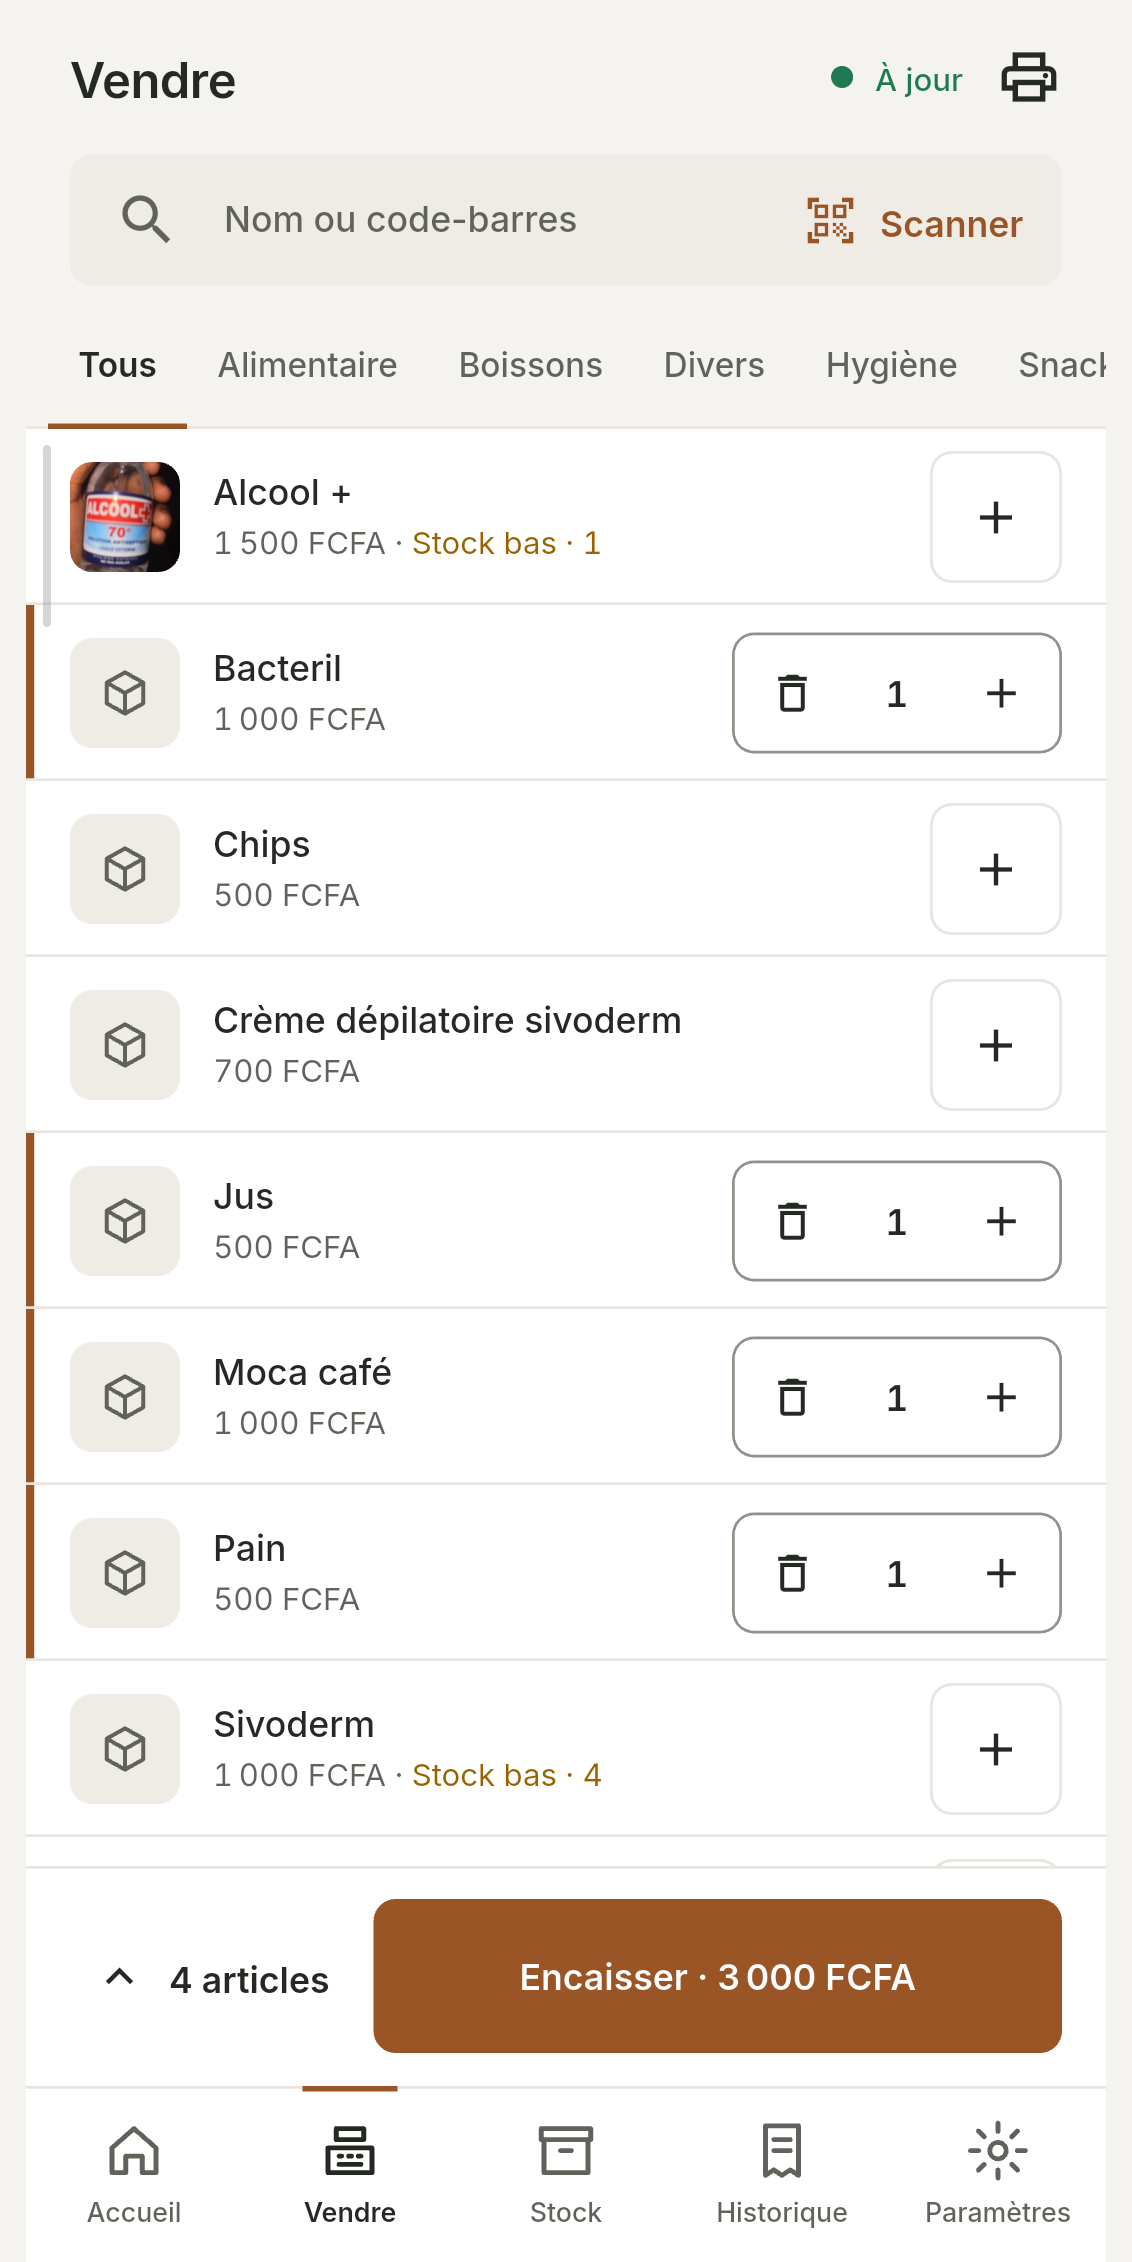 Vendre
À jour
Nom ou code-barres
Scanner
Tous Alimentaire Boissons Divers Hygiène Snack
ALCOOL+
70°
Alcool +
1 500 FCFA · Stock bas · 1
Bacteril
1 000 FCFA
1
Chips
500 FCFA
Crème dépilatoire sivoderm
700 FCFA
Jus
500 FCFA
1
Moca café
1 000 FCFA
1
Pain
500 FCFA
1
Sivoderm
1 000 FCFA · Stock bas · 4
4 articles
Encaisser · 3 000 FCFA
Accueil Vendre Stock Historique Paramètres